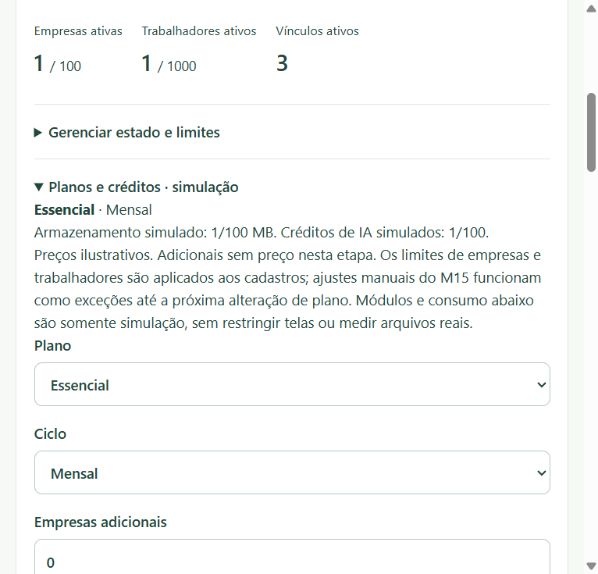 Empresas ativas Trabalhadores ativos Vínculos ativos
1 / 100 1 / 1000 3
▶ Gerenciar estado e limites
▼ Planos e créditos · simulação
Essencial · Mensal
Armazenamento simulado: 1/100 MB. Créditos de IA simulados: 1/100.
Preços ilustrativos. Adicionais sem preço nesta etapa. Os limites de empresas e
trabalhadores são aplicados aos cadastros; ajustes manuais do M15 funcionam
como exceções até a próxima alteração de plano. Módulos e consumo abaixo
são somente simulação, sem restringir telas ou medir arquivos reais.
Plano
Essencial
Ciclo
Mensal
Empresas adicionais
0